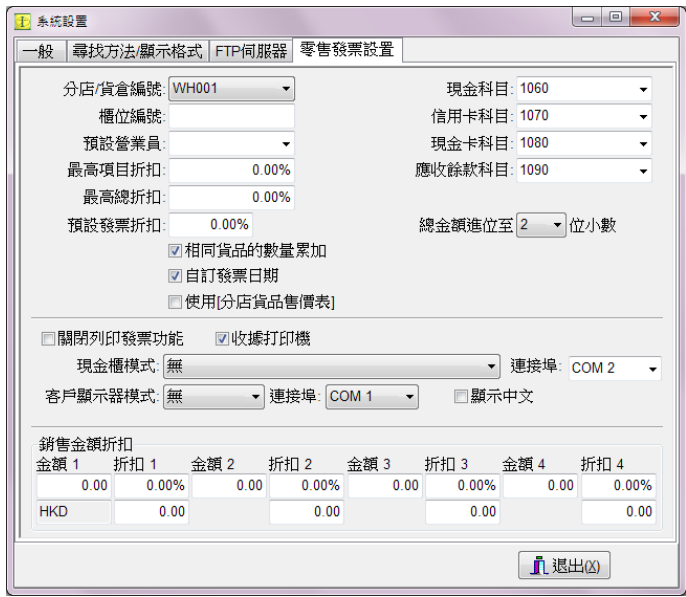 系統設置
一般 尋找方法/顯示格式 FTP伺服器 零售發票設置
分店/貨倉編號: WH001 現金科目: 1060
櫃位編號: 信用卡科目: 1070
預設營業員: 現金卡科目: 1080
最高項目折扣: 0.00% 應收餘款科目: 1090
最高總折扣: 0.00%
預設發票折扣: 0.00% 總金額進位至 2 位小數
相同貨品的數量累加
自訂發票日期
使用[分店貨品售價表]
關閉列印發票功能 收據打印機
現金櫃模式: 無 連接埠: COM 2
客戶顯示器模式: 無 連接埠: COM 1 顯示中文
銷售金額折扣
金額 1 折扣 1 金額 2 折扣 2 金額 3 折扣 3 金額 4 折扣 4
0.00 0.00% 0.00 0.00% 0.00 0.00% 0.00 0.00%
HKD 0.00 0.00 0.00 0.00
退出(X)